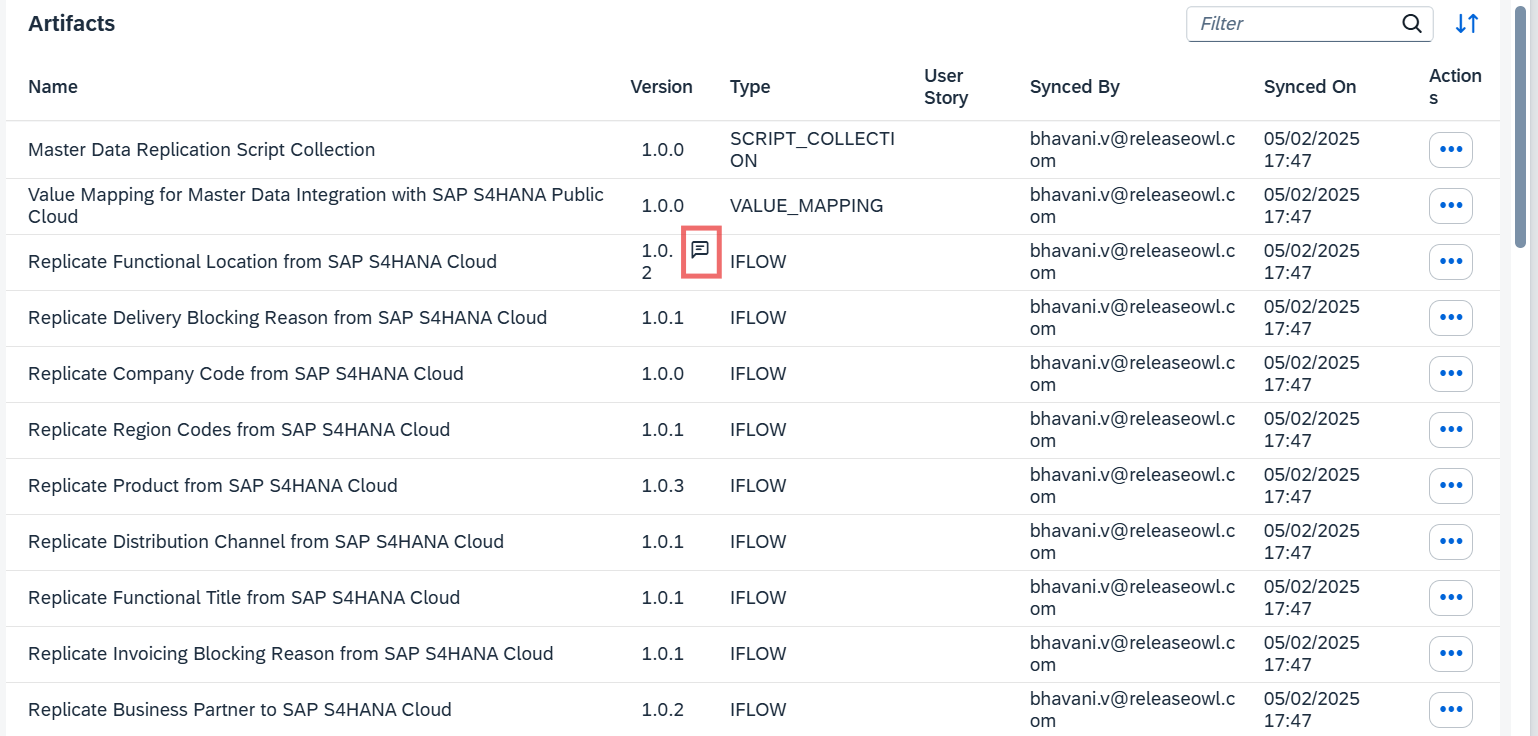 Artifacts
Filter
Name Version Type User Story Synced By Synced On Actions
Master Data Replication Script Collection 1.0.0 SCRIPT_COLLECTION bhavani.v@releaseowl.com 05/02/2025 17:47
Value Mapping for Master Data Integration with SAP S4HANA Public Cloud 1.0.0 VALUE_MAPPING bhavani.v@releaseowl.com 05/02/2025 17:47
Replicate Functional Location from SAP S4HANA Cloud 1.0.2 IFLOW bhavani.v@releaseowl.com 05/02/2025 17:47
Replicate Delivery Blocking Reason from SAP S4HANA Cloud 1.0.1 IFLOW bhavani.v@releaseowl.com 05/02/2025 17:47
Replicate Company Code from SAP S4HANA Cloud 1.0.0 IFLOW bhavani.v@releaseowl.com 05/02/2025 17:47
Replicate Region Codes from SAP S4HANA Cloud 1.0.1 IFLOW bhavani.v@releaseowl.com 05/02/2025 17:47
Replicate Product from SAP S4HANA Cloud 1.0.3 IFLOW bhavani.v@releaseowl.com 05/02/2025 17:47
Replicate Distribution Channel from SAP S4HANA Cloud 1.0.1 IFLOW bhavani.v@releaseowl.com 05/02/2025 17:47
Replicate Functional Title from SAP S4HANA Cloud 1.0.1 IFLOW bhavani.v@releaseowl.com 05/02/2025 17:47
Replicate Invoicing Blocking Reason from SAP S4HANA Cloud 1.0.1 IFLOW bhavani.v@releaseowl.com 05/02/2025 17:47
Replicate Business Partner to SAP S4HANA Cloud 1.0.2 IFLOW bhavani.v@releaseowl.com 05/02/2025 17:47